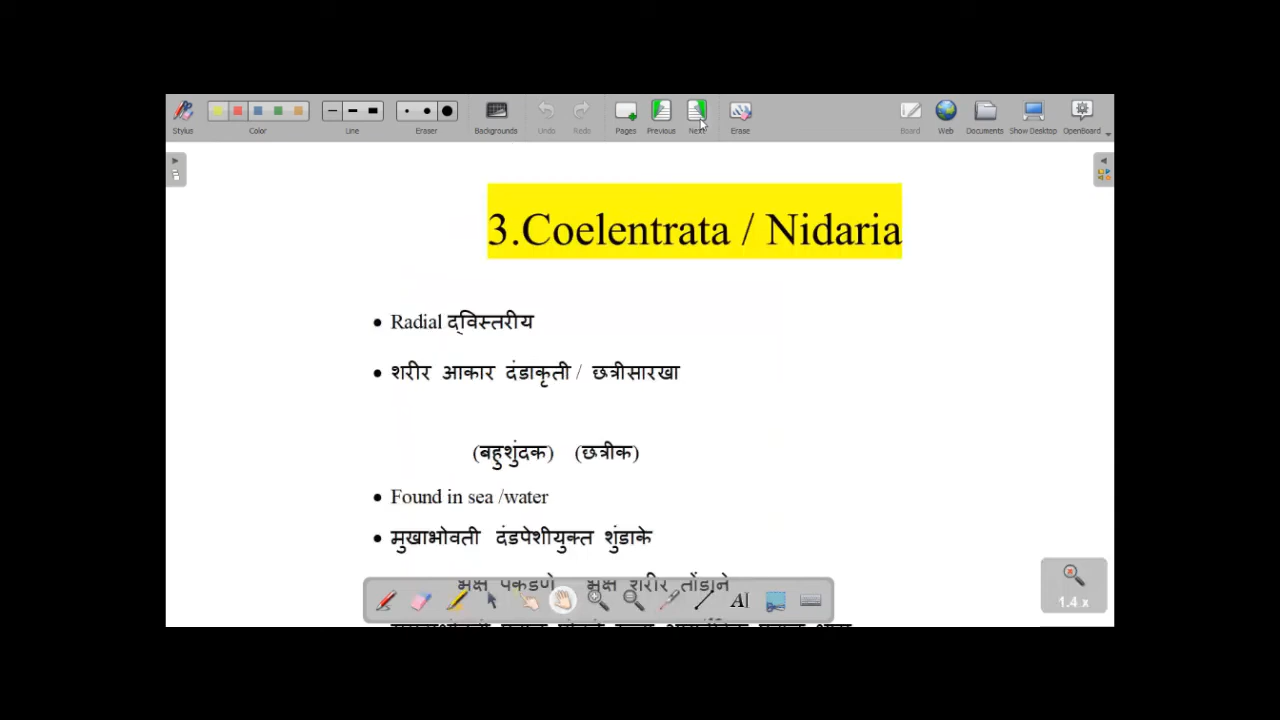 Stylus Color Line Eraser Backgrounds Undo Redo Pages Previous Next Erase Board Web Documents Show Desktop OpenBoard
3.Coelentrata / Nidaria
• Radial द्विस्तरीय
• शरीर आकार दंडाकृती / छत्रीसारखा
(बहुशुंदक) (छत्रीक)
• Found in sea /water
• मुखाभोवती दंडपेशीयुक्त शुंडाके
भक्ष पकडणे भक्ष शरीर तोंडाने
1.4 x